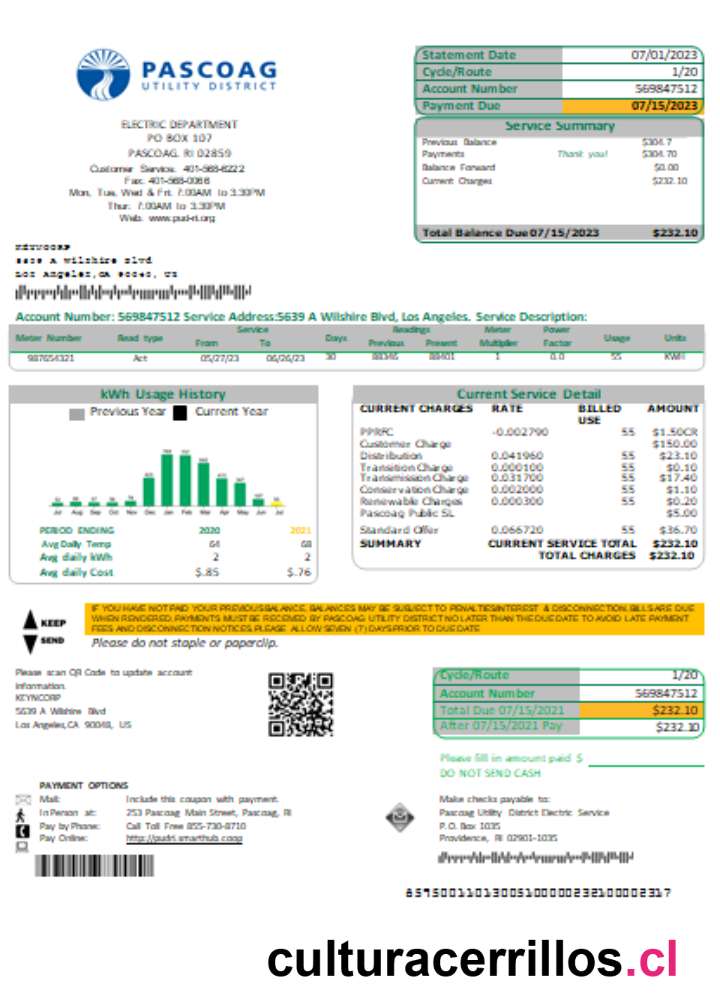 PASCOAG
UTILITY DISTRICT
ELECTRIC DEPARTMENT
PO BOX 107
PASCOAG, RI 02859
Customer Service: 401-568-6222
Fax: 401-568-0066
Mon, Tue, Wed & Fri: 7:00AM to 3:30PM
Thur: 7:00AM to 3:30PM
Web: www.pud-ri.org
Statement Date 07/01/2023
Cycle/Route 1/20
Account Number 569847512
Payment Due 07/15/2023
Service Summary
Previous Balance $304.7
Payments Thank you! $304.70
Balance Forward $0.00
Current Charges $232.10
Total Balance Due 07/15/2023 $232.10
KEYNCORP
A Wilshire Blvd
Los Angeles,CA
Account Number: 569847512 Service Address:5639 A Wilshire Blvd, Los Angeles. Service Description:
Service Readings Meter Power
Meter Number Read type From To Days Previous Present Multiplier Factor Usage Units
987654321 Act 05/27/23 06/26/23 30 88346 88401 1 0.0 55 KWH
kWh Usage History
Previous Year Current Year
Jul Aug Sep Oct Nov Dec Jan Feb Mar Apr May Jun Jul
PERIOD ENDING 2020 2021
Avg Daily Temp 64 68
Avg daily kWh 2 2
Avg daily Cost $.85 $.76
Current Service Detail
CURRENT CHARGES RATE BILLED USE AMOUNT
PPRFC -0.002790 55 $1.50CR
Customer Charge $150.00
Distribution 0.041960 55 $23.10
Transition Charge 0.000100 55 $0.10
Transmission Charge 0.031700 55 $17.40
Conservation Charge 0.002000 55 $1.10
Renewable Charges 0.000300 55 $0.20
Pascoag Public SL $5.00
Standard Offer 0.066720 55 $36.70
SUMMARY CURRENT SERVICE TOTAL $232.10
TOTAL CHARGES $232.10
KEEP
SEND
IF YOU HAVE NOT PAID YOUR PREVIOUS BALANCE, BALANCES MAY BE SUBJECT TO PENALTIES/INTEREST & DISCONNECTION. BILLS ARE DUE
WHEN RENDERED. PAYMENTS MUST BE RECEIVED BY PASCOAG UTILITY DISTRICT NO LATER THAN THE DUE DATE TO AVOID LATE PAYMENT
FEES AND DISCONNECTION NOTICES. PLEASE ALLOW SEVEN (7) DAYS PRIOR TO DUE DATE
Please do not staple or paperclip.
Please scan QR Code to update account
information.
KEYNCORP
5639 A Wilshire Blvd
Los Angeles,CA 90048, US
Cycle/Route 1/20
Account Number 569847512
Total Due 07/15/2021 $232.10
After 07/15/2021 Pay $232.10
Please fill in amount paid $
DO NOT SEND CASH
PAYMENT OPTIONS
Mail: Include this coupon with payment.
In Person at: 253 Pascoag Main Street, Pascoag, RI
Pay by Phone: Call Toll Free 855-730-8710
Pay Online: http://pudri.smarthub.coop
Make checks payable to:
Pascoag Utility District Electric Service
P.O. Box 1035
Providence, RI 02901-1035
8595001101300510000023210000 2317
culturacerrillos.cl